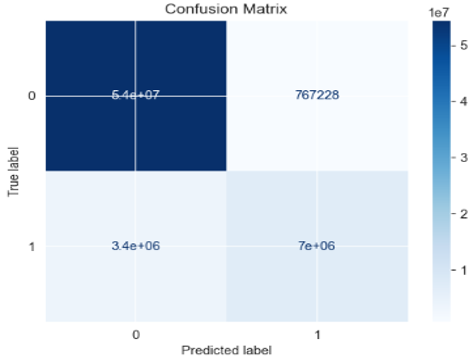 Confusion Matrix
1e7
5
0
5.4e+07
767228
4
3
True label
2
1
3.4e+06
7e+06
1
0
1
Predicted label